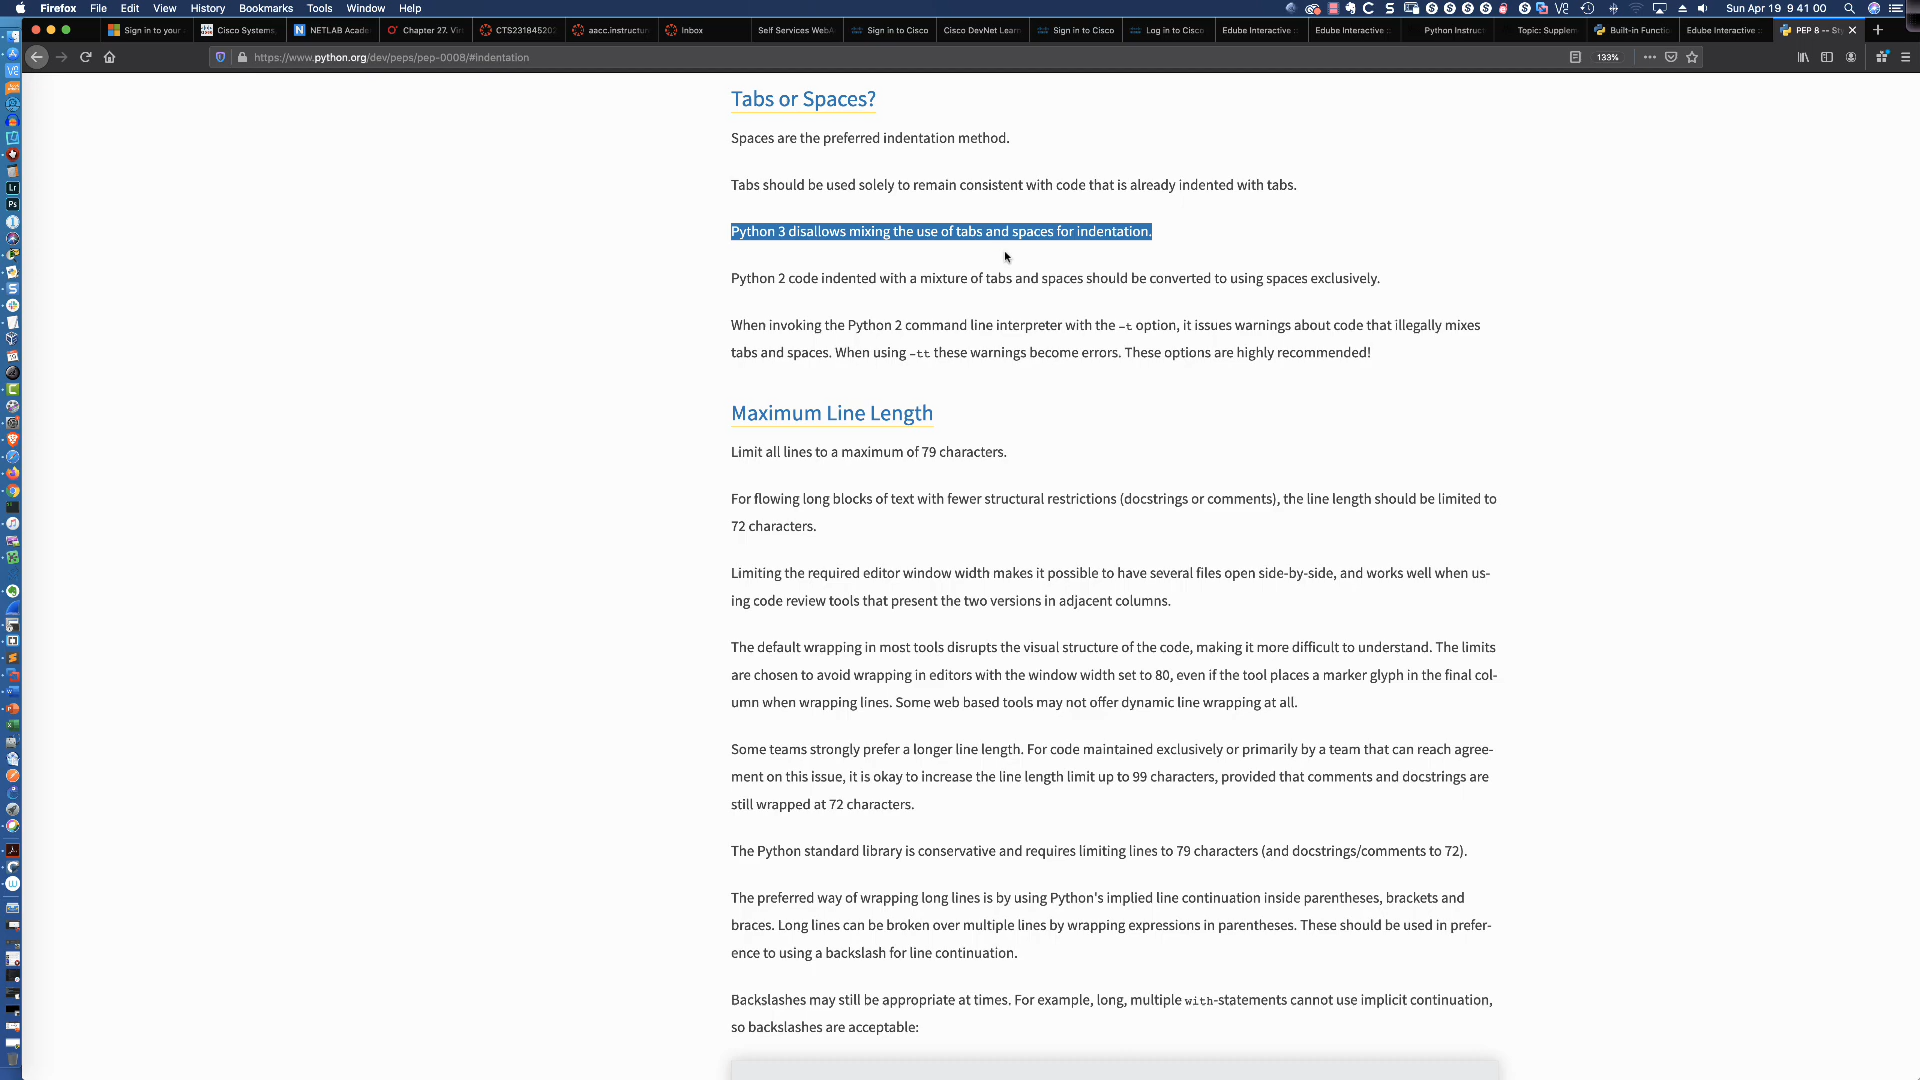 Firefox File Edit View History Bookmarks Tools Window Help
Sun Apr 19 9 41 00
Sign in to your
Cisco Systems,
NETLAB Acade
Chapter 27. Vir
CTS231845202
aacc.instructur
Inbox
Self Services WebA
Sign in to Cisco
Cisco DevNet Learn
Sign in to Cisco
Log in to Cisco
Edube Interactive ::
Edube Interactive ::
Python Instruct
Topic: Supplem
Built-in Functio
Edube Interactive ::
PEP 8 -- Sty
https://www.python.org/dev/peps/pep-0008/#indentation
133%
Tabs or Spaces?
Spaces are the preferred indentation method.
Tabs should be used solely to remain consistent with code that is already indented with tabs.
Python 3 disallows mixing the use of tabs and spaces for indentation.
Python 2 code indented with a mixture of tabs and spaces should be converted to using spaces exclusively.
When invoking the Python 2 command line interpreter with the -t option, it issues warnings about code that illegally mixes
tabs and spaces. When using -tt these warnings become errors. These options are highly recommended!
Maximum Line Length
Limit all lines to a maximum of 79 characters.
For flowing long blocks of text with fewer structural restrictions (docstrings or comments), the line length should be limited to
72 characters.
Limiting the required editor window width makes it possible to have several files open side-by-side, and works well when us-
ing code review tools that present the two versions in adjacent columns.
The default wrapping in most tools disrupts the visual structure of the code, making it more difficult to understand. The limits
are chosen to avoid wrapping in editors with the window width set to 80, even if the tool places a marker glyph in the final col-
umn when wrapping lines. Some web based tools may not offer dynamic line wrapping at all.
Some teams strongly prefer a longer line length. For code maintained exclusively or primarily by a team that can reach agree-
ment on this issue, it is okay to increase the line length limit up to 99 characters, provided that comments and docstrings are
still wrapped at 72 characters.
The Python standard library is conservative and requires limiting lines to 79 characters (and docstrings/comments to 72).
The preferred way of wrapping long lines is by using Python's implied line continuation inside parentheses, brackets and
braces. Long lines can be broken over multiple lines by wrapping expressions in parentheses. These should be used in prefer-
ence to using a backslash for line continuation.
Backslashes may still be appropriate at times. For example, long, multiple with-statements cannot use implicit continuation,
so backslashes are acceptable:
Lr
Ps